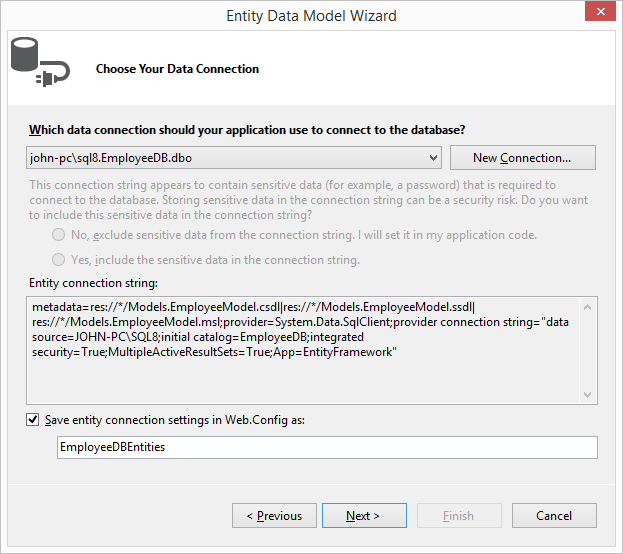 Entity Data Model Wizard
Choose Your Data Connection
Which data connection should your application use to connect to the database?
john-pc\sql8.EmployeeDB.dbo
New Connection...
This connection string appears to contain sensitive data (for example, a password) that is required to
connect to the database. Storing sensitive data in the connection string can be a security risk. Do you want
to include this sensitive data in the connection string?
No, exclude sensitive data from the connection string. I will set it in my application code.
Yes, include the sensitive data in the connection string.
Entity connection string:
metadata=res://*/Models.EmployeeModel.csdl|res://*/Models.EmployeeModel.ssdl|
res://*/Models.EmployeeModel.msl;provider=System.Data.SqlClient;provider connection string="data
source=JOHN-PC\SQL8;initial catalog=EmployeeDB;integrated
security=True;MultipleActiveResultSets=True;App=EntityFramework"
Save entity connection settings in Web.Config as:
EmployeeDBEntities
< Previous
Next >
Finish
Cancel